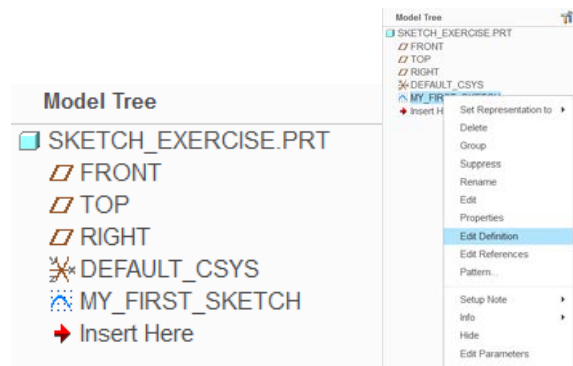 Model Tree
SKETCH_EXERCISE.PRT
FRONT
TOP
RIGHT
DEFAULT_CSYS
MY_FIRST_SKETCH
Insert Here
Model Tree
SKETCH_EXERCISE.PRT
FRONT
TOP
RIGHT
DEFAULT_CSYS
MY_FIRST_SKETCH
Insert H
Set Representation to
Delete
Group
Suppress
Rename
Edit
Properties
Edit Definition
Edit References
Pattern...
Setup Note
Info
Hide
Edit Parameters